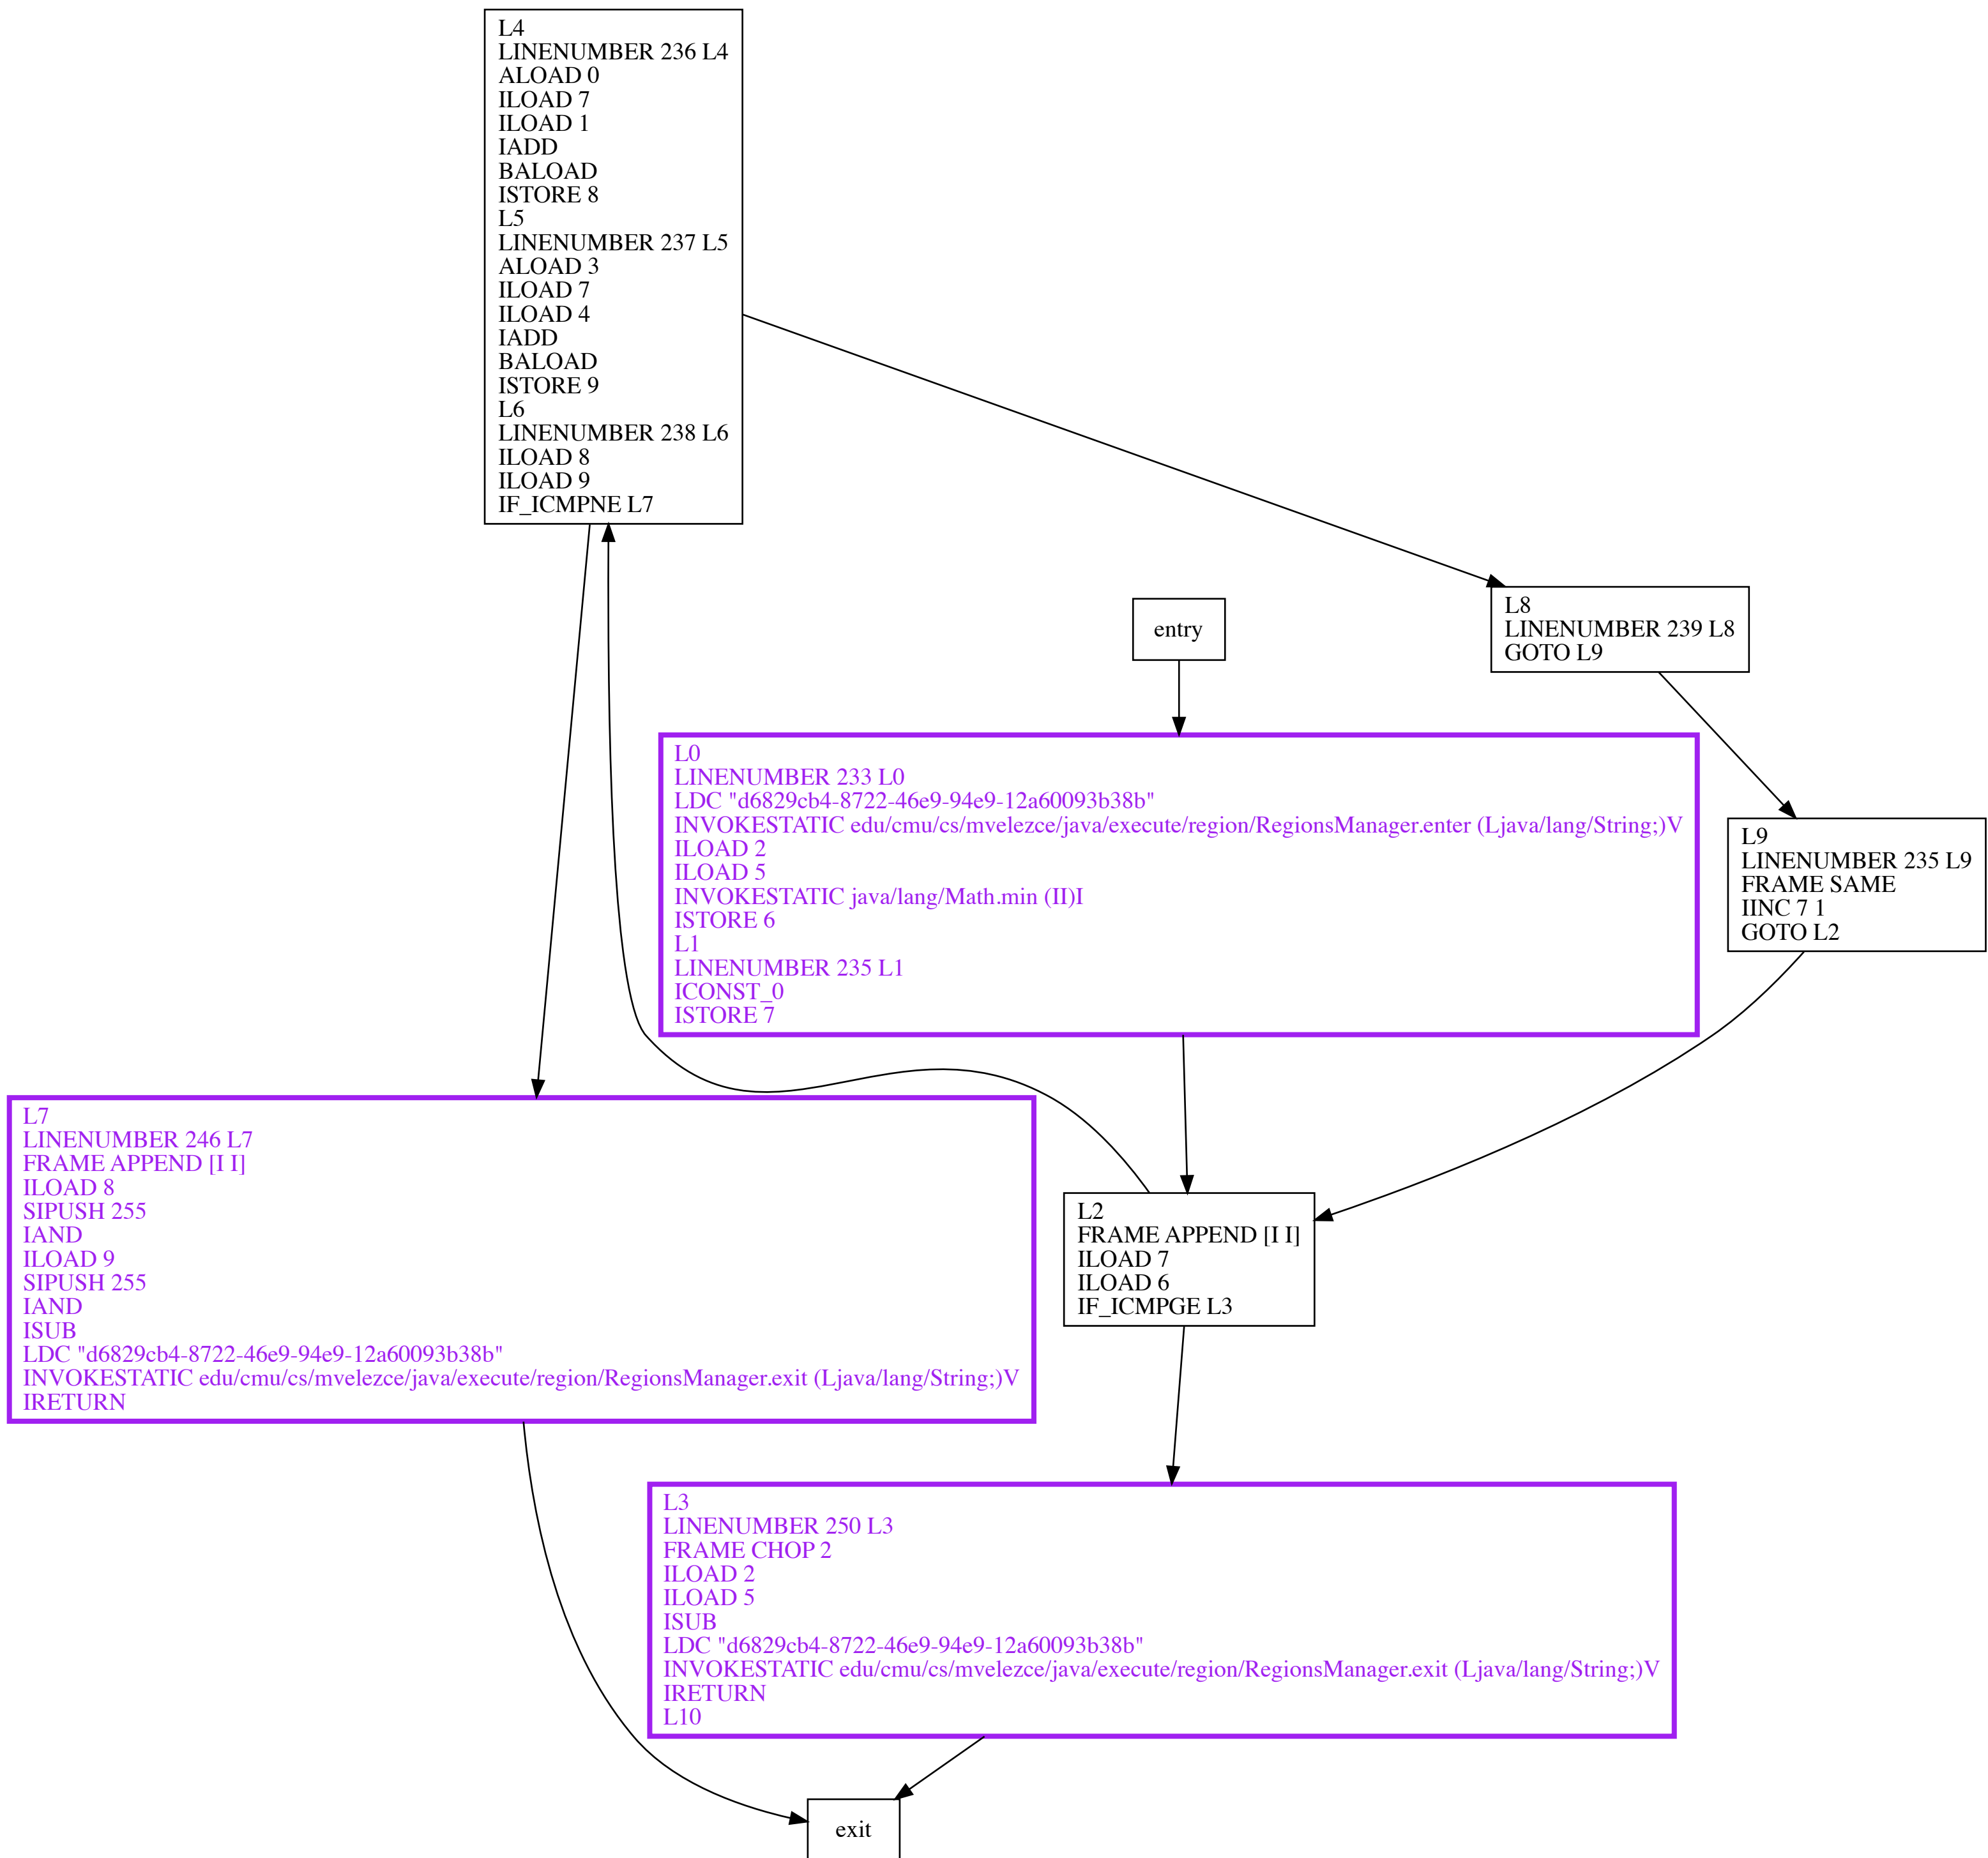 L4
LINENUMBER 236 L4
ALOAD 0
ILOAD 7
ILOAD 1
IADD
BALOAD
ISTORE 8
L5
LINENUMBER 237 L5
ALOAD 3
ILOAD 7
ILOAD 4
IADD
BALOAD
ISTORE 9
L6
LINENUMBER 238 L6
ILOAD 8
ILOAD 9
IF_ICMPNE L7
entry
L8
LINENUMBER 239 L8
GOTO L9
L0
LINENUMBER 233 L0
LDC "d6829cb4-8722-46e9-94e9-12a60093b38b"
INVOKESTATIC edu/cmu/cs/mvelezce/java/execute/region/RegionsManager.enter (Ljava/lang/String;)V
ILOAD 2
ILOAD 5
INVOKESTATIC java/lang/Math.min (II)I
ISTORE 6
L1
LINENUMBER 235 L1
ICONST_0
ISTORE 7
L9
LINENUMBER 235 L9
FRAME SAME
IINC 7 1
GOTO L2
L7
LINENUMBER 246 L7
FRAME APPEND [I I]
ILOAD 8
SIPUSH 255
IAND
ILOAD 9
SIPUSH 255
IAND
ISUB
LDC "d6829cb4-8722-46e9-94e9-12a60093b38b"
INVOKESTATIC edu/cmu/cs/mvelezce/java/execute/region/RegionsManager.exit (Ljava/lang/String;)V
IRETURN
L2
FRAME APPEND [I I]
ILOAD 7
ILOAD 6
IF_ICMPGE L3
L3
LINENUMBER 250 L3
FRAME CHOP 2
ILOAD 2
ILOAD 5
ISUB
LDC "d6829cb4-8722-46e9-94e9-12a60093b38b"
INVOKESTATIC edu/cmu/cs/mvelezce/java/execute/region/RegionsManager.exit (Ljava/lang/String;)V
IRETURN
L10
exit